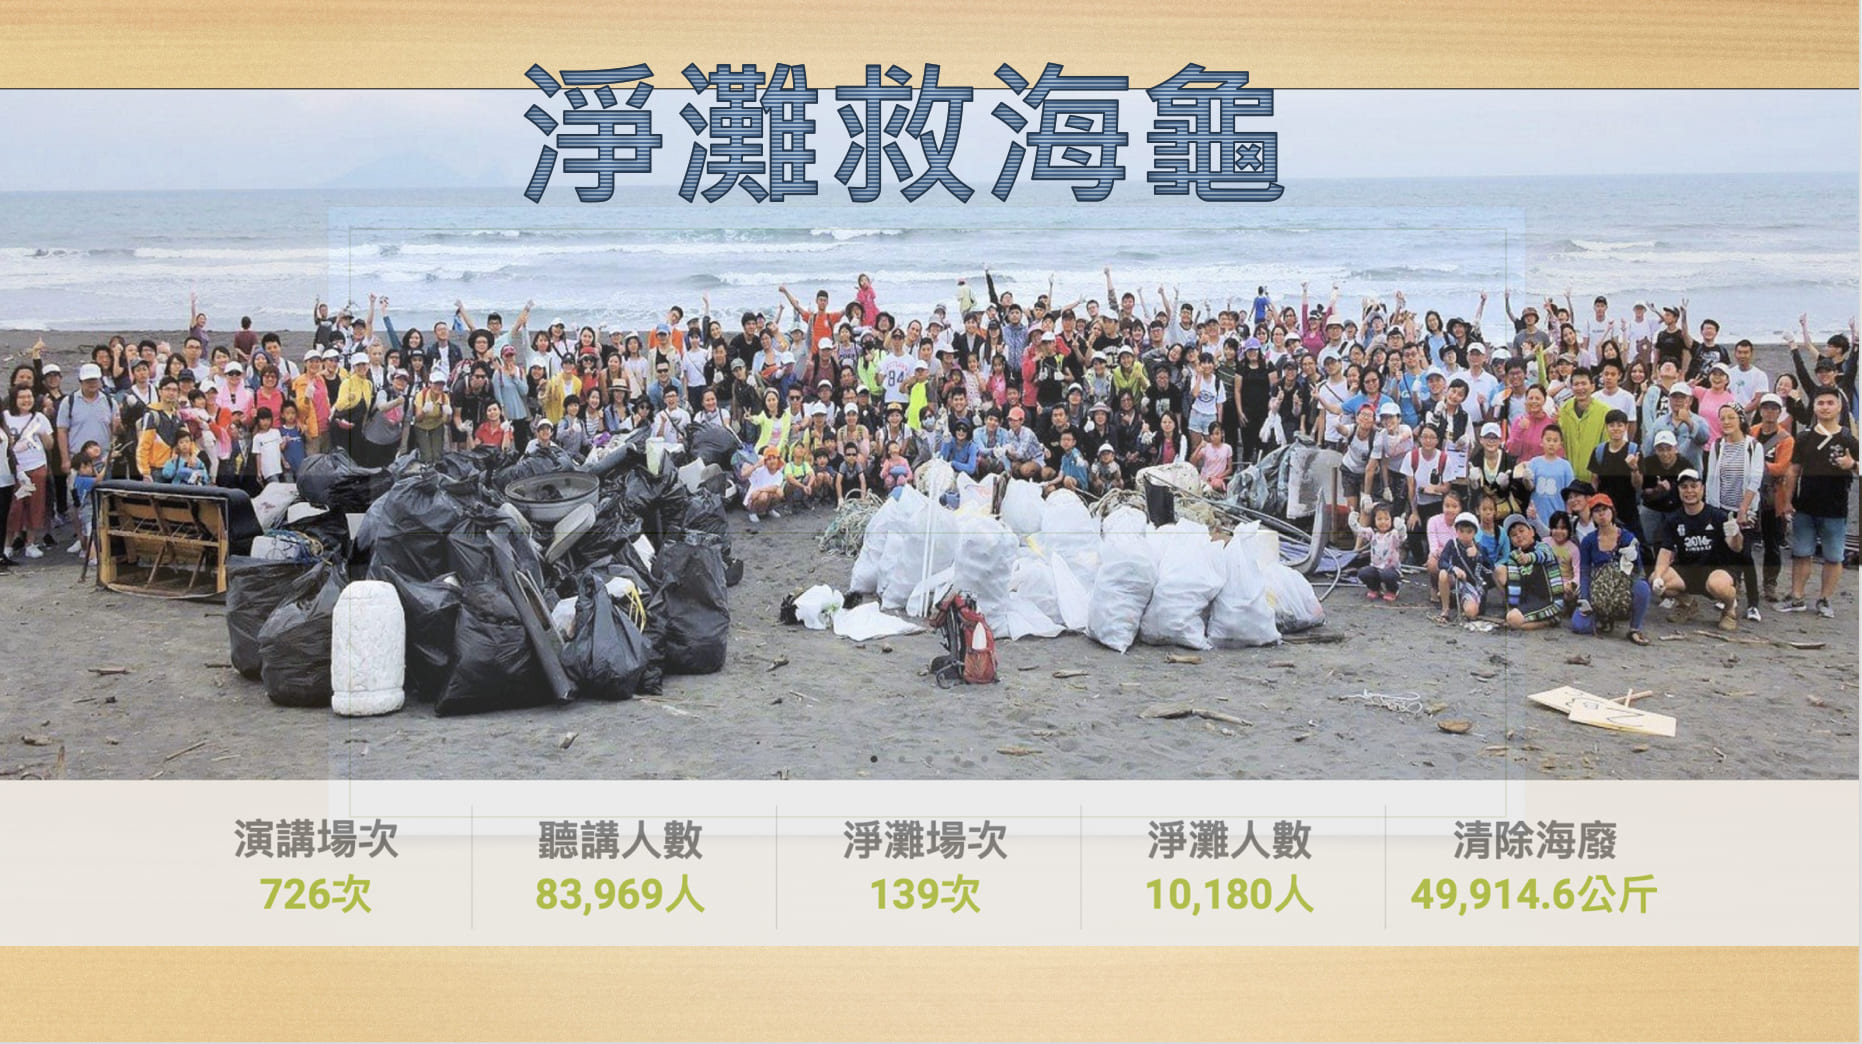 淨灘救海龜
84
2016
演講場次
726次
聽講人數
83,969人
淨灘場次
139次
淨灘人數
10,180人
清除海廢
49,914.6公斤